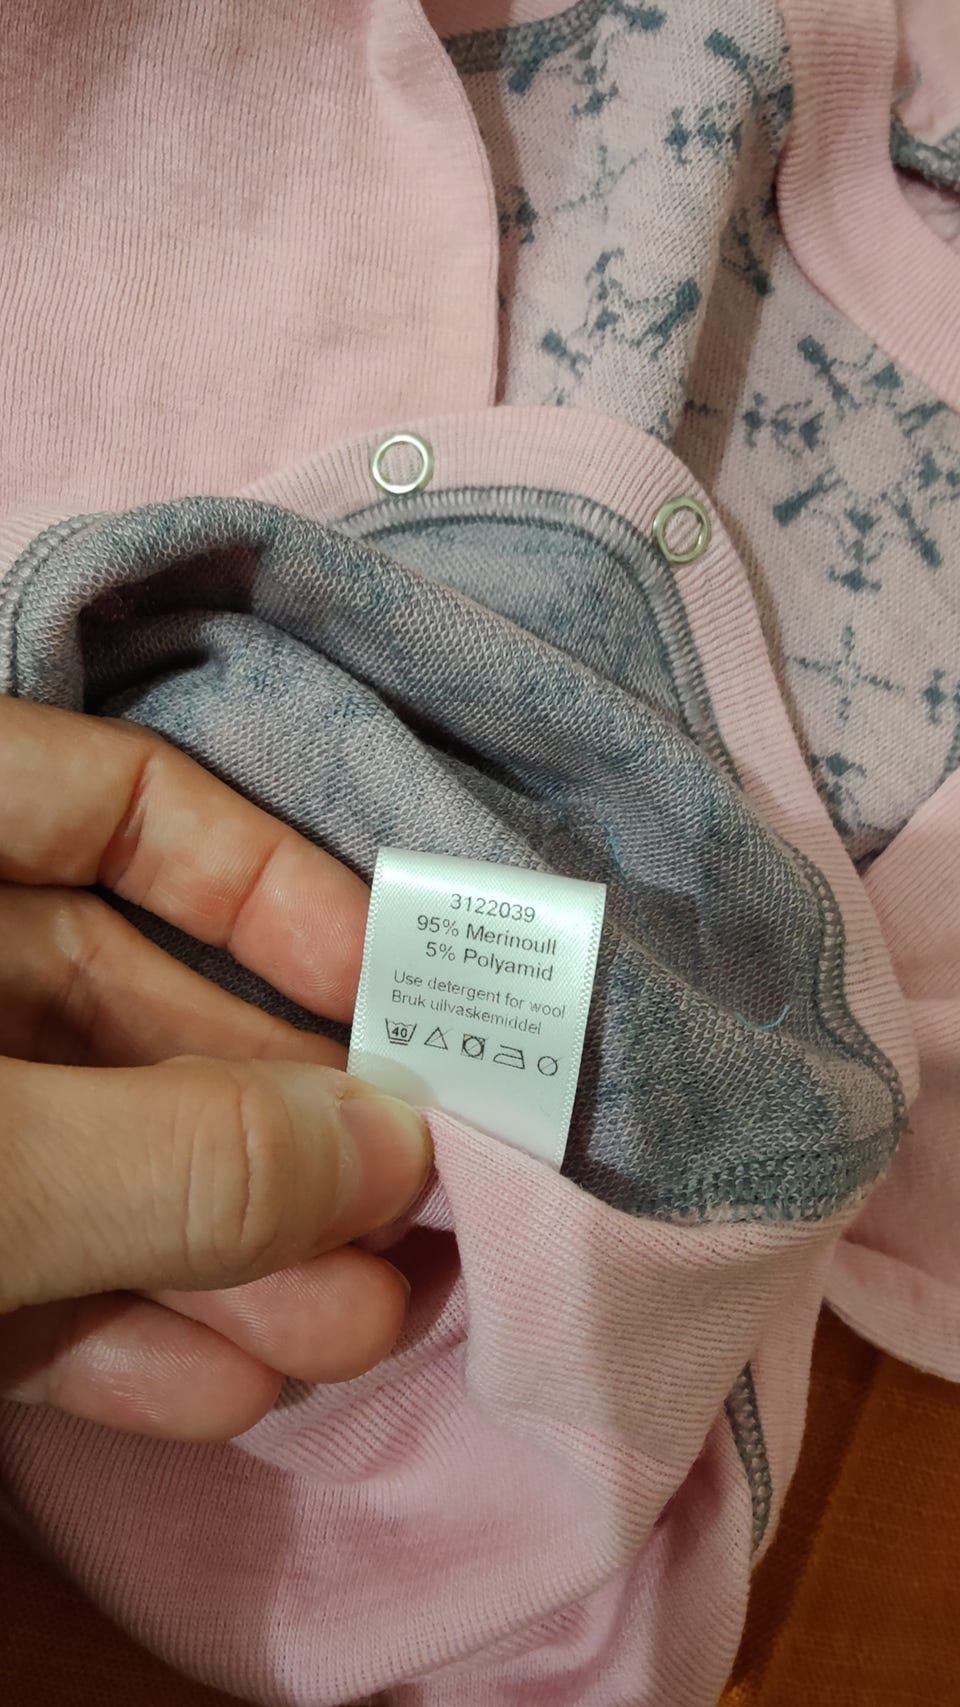 3122039
95% Merinoull
5% Polyamid
Use detergent for wool
Bruk ullvaskemiddel
40